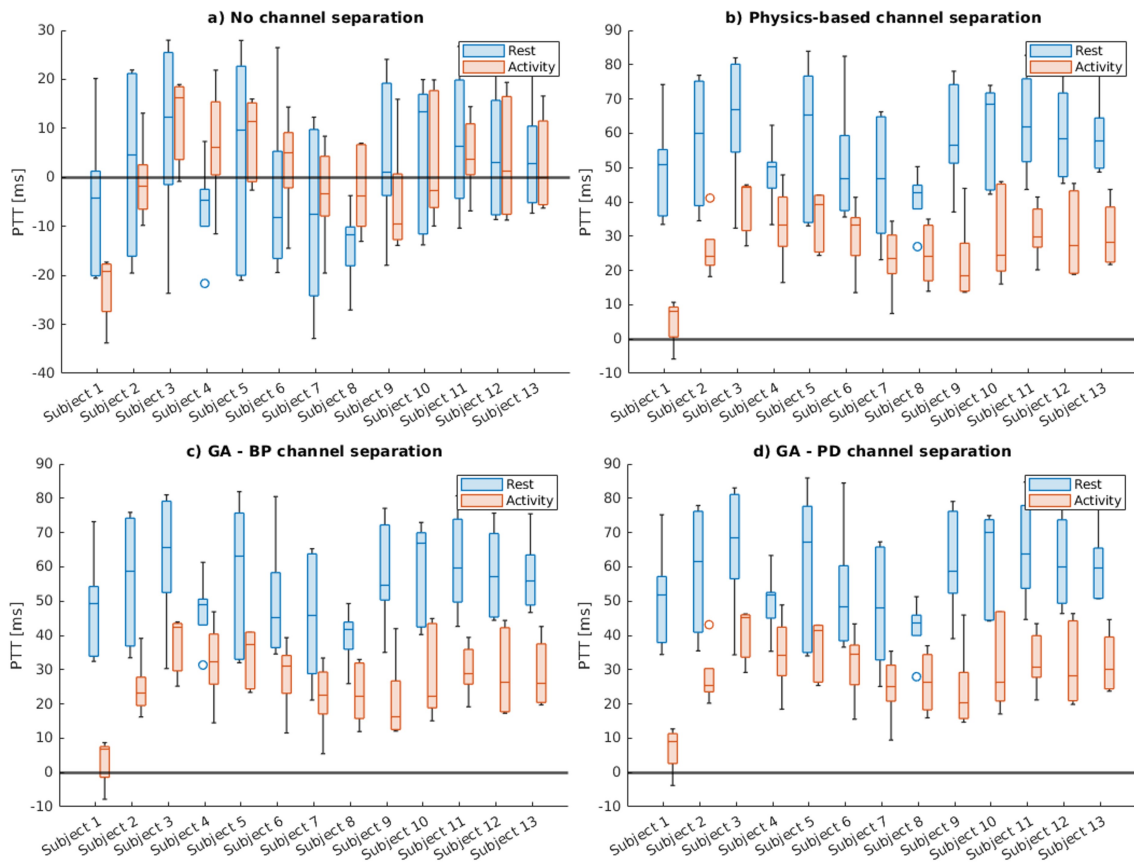 a) No channel separation
30
20
10
0
-10
-20
-30
-40
PTT [ms]
Rest
Activity
Subject 1
Subject 2
Subject 3
Subject 4
Subject 5
Subject 6
Subject 7
Subject 8
Subject 9
Subject 10
Subject 11
Subject 12
Subject 13
b) Physics-based channel separation
90
80
70
60
50
40
30
20
10
0
-10
PTT [ms]
Rest
Activity
Subject 1
Subject 2
Subject 3
Subject 4
Subject 5
Subject 6
Subject 7
Subject 8
Subject 9
Subject 10
Subject 11
Subject 12
Subject 13
c) GA - BP channel separation
90
80
70
60
50
40
30
20
10
0
-10
PTT [ms]
Rest
Activity
Subject 1
Subject 2
Subject 3
Subject 4
Subject 5
Subject 6
Subject 7
Subject 8
Subject 9
Subject 10
Subject 11
Subject 12
Subject 13
d) GA - PD channel separation
90
80
70
60
50
40
30
20
10
0
-10
PTT [ms]
Rest
Activity
Subject 1
Subject 2
Subject 3
Subject 4
Subject 5
Subject 6
Subject 7
Subject 8
Subject 9
Subject 10
Subject 11
Subject 12
Subject 13